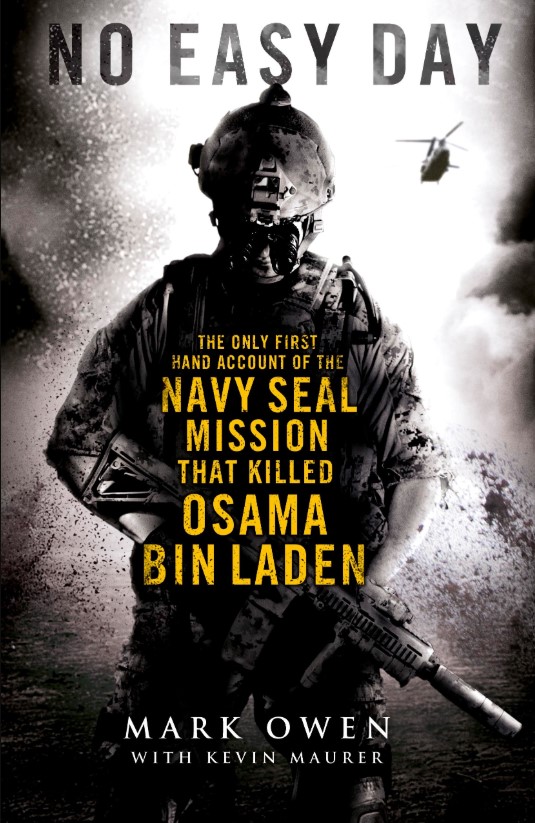 NO EASY DAY
THE ONLY FIRST
HAND ACCOUNT OF THE
NAVY SEAL
MISSION
THAT KILLED
OSAMA
BIN LADEN
MARK OWEN
WITH KEVIN MAURER